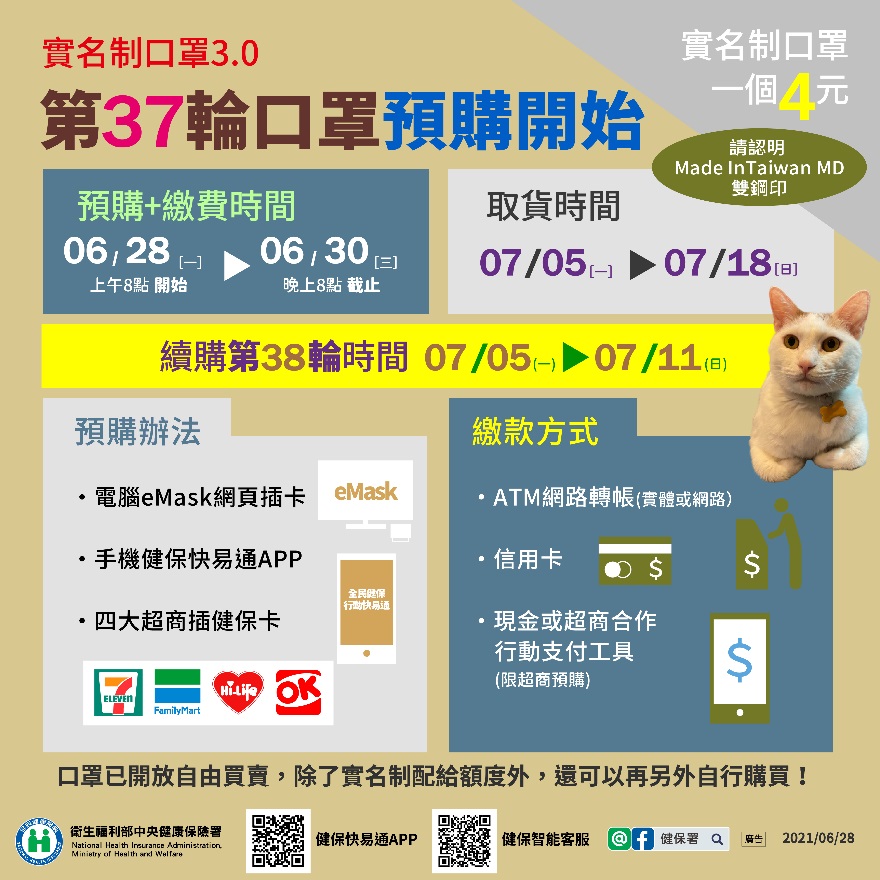 實名制口罩3.0
第37輪口罩預購開始
實名制口罩
一個4元
請認明
Made InTaiwan MD
雙鋼印
預購+繳費時間
06/28[一] ▶ 06/30[三]
上午8點 開始
晚上8點 截止
取貨時間
07/05[一] ▶ 07/18[日]
續購第38輪時間 07/05(一) ▶ 07/11(日)
預購辦法
・電腦eMask網頁插卡
eMask
・手機健保快易通APP
全民健保
行動快易通
・四大超商插健保卡
7
ELEVEN
FamilyMart
Hi-Life
OK
繳款方式
・ATM網路轉帳(實體或網路)
・信用卡
$
$
・現金或超商合作
行動支付工具
(限超商預購)
$
口罩已開放自由買賣，除了實名制配給額度外，還可以再另外自行購買！
衛生福利部中央健康保險署
National Health Insurance Administration,
Ministry of Health and Welfare
健保快易通APP
健保智能客服
@ f 健保署
廣告
2021/06/28